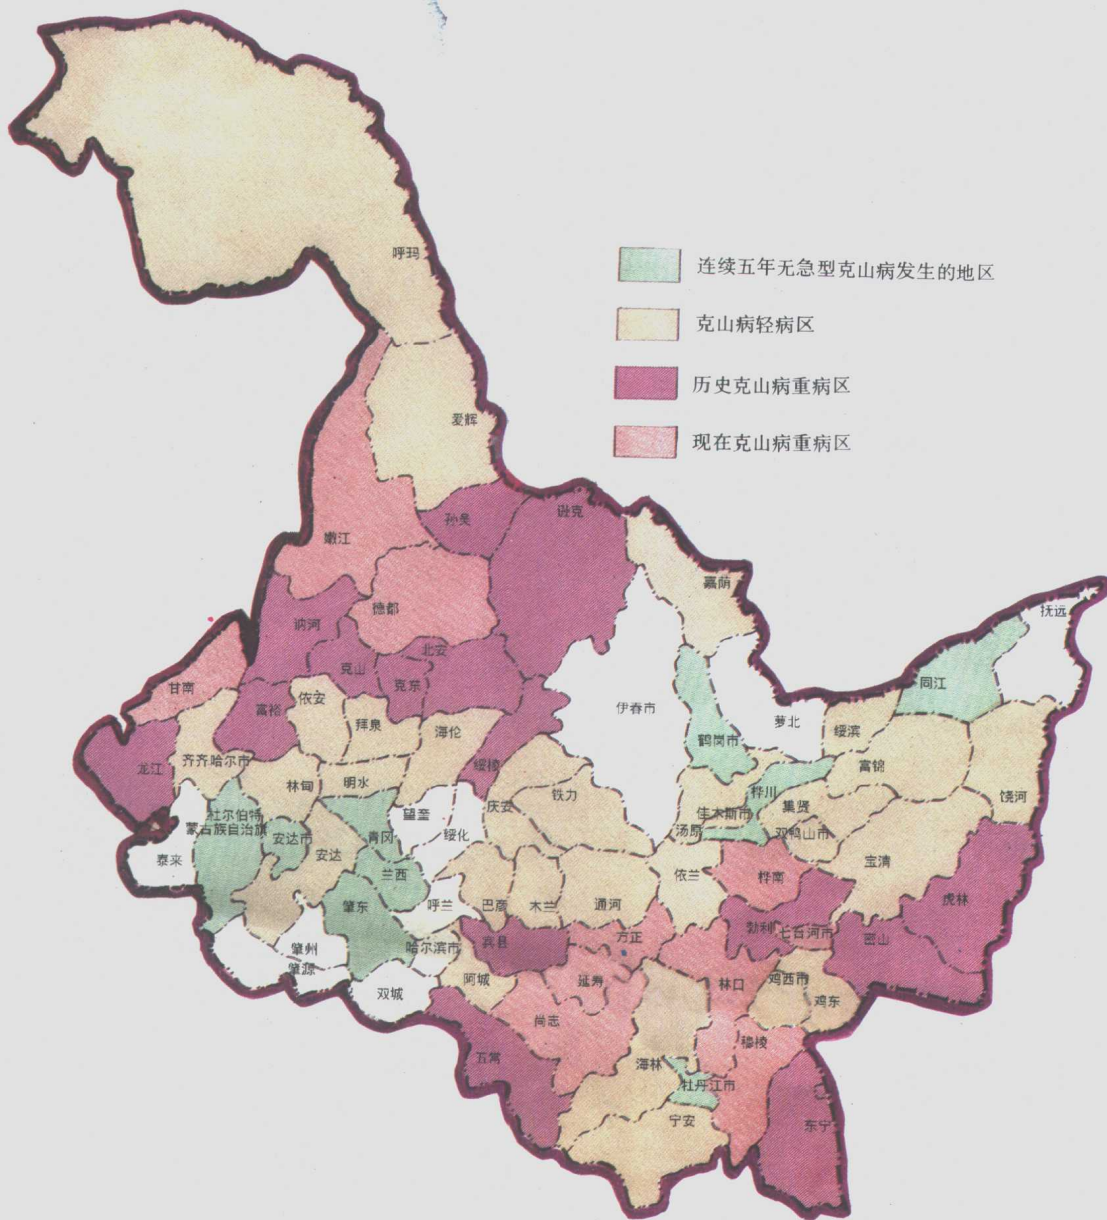 呼玛
连续五年无急型克山病发生的地区
克山病轻病区
历史克山病重病区
现在克山病重病区
爱辉
孙吴
逊克
嫩江
嘉荫
德都
讷河
抚远
北安
克山
克东
同江
甘南
依安
富裕
伊春市
萝北
拜泉
海伦
绥滨
鹤岗市
齐齐哈尔市
龙江
绥棱
富锦
林甸
明水
铁力
桦川
饶河
庆安
集贤
杜尔伯特
蒙古族自治旗
望奎
绥化
佳木斯市
汤原
双鸭山市
安达市
青冈
安达
泰来
宝清
兰西
依兰
桦南
虎林
肇东
呼兰
巴彦
木兰
通河
勃利
七台河市
密山
方正
宾县
哈尔滨市
肇州
肇源
阿城
延寿
林口
鸡西市
双城
鸡东
尚志
穆棱
五常
海林
牡丹江市
宁安
东宁